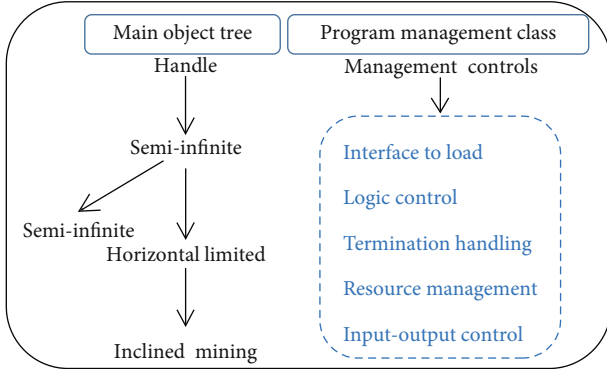 Main object tree
Handle
Semi-infinite
Semi-infinite
Horizontal limited
Inclined mining
Program management class
Management controls
Interface to load
Logic control
Termination handling
Resource management
Input-output control